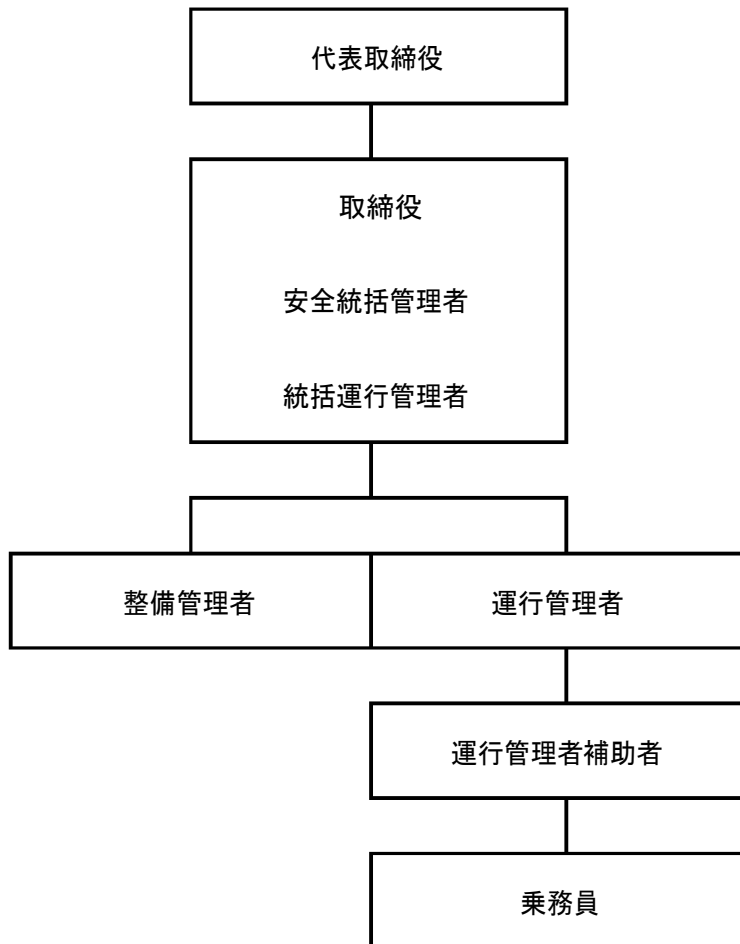 代表取締役
取締役
安全統括管理者
統括運行管理者
整備管理者
運行管理者
運行管理者補助者
乗務員